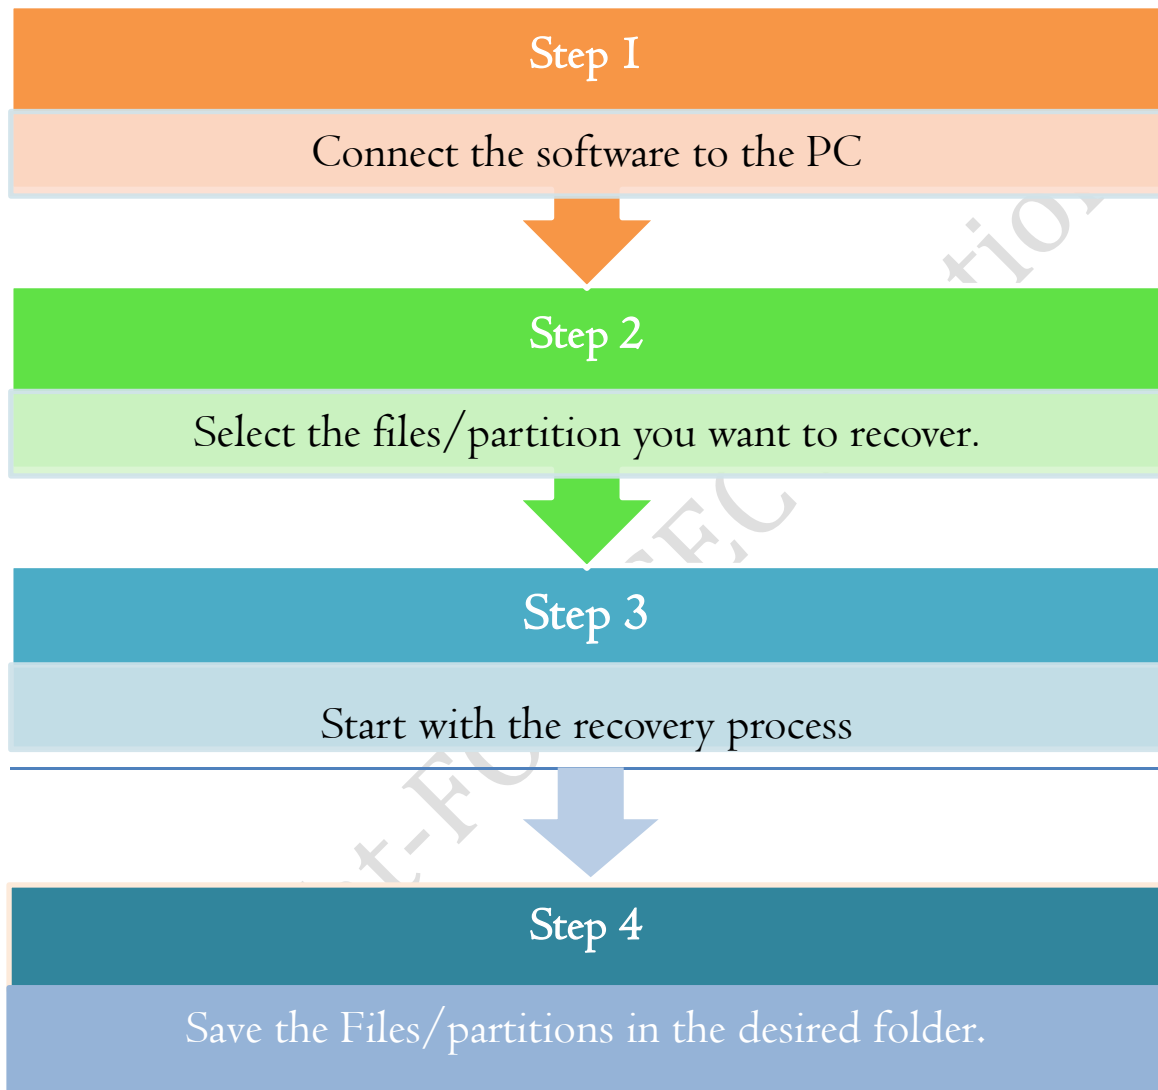 Step 1
Connect the software to the PC
Step 2
Select the files/partition you want to recover.
Step 3
Start with the recovery process
Step 4
Save the Files/partitions in the desired folder.